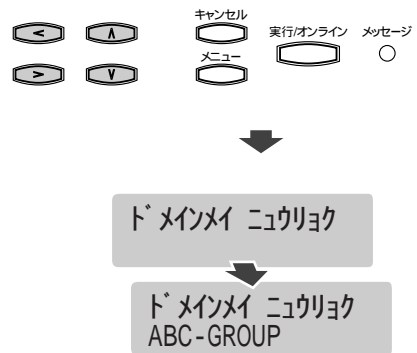 キャンセル
実行/オンライン
メッセージ
<
∧
メニュー
>
∨
ﾄﾞﾒｲﾝﾒｲ ﾆｭｳﾘｮｸ
ﾄﾞﾒｲﾝﾒｲ ﾆｭｳﾘｮｸ
ABC-GROUP